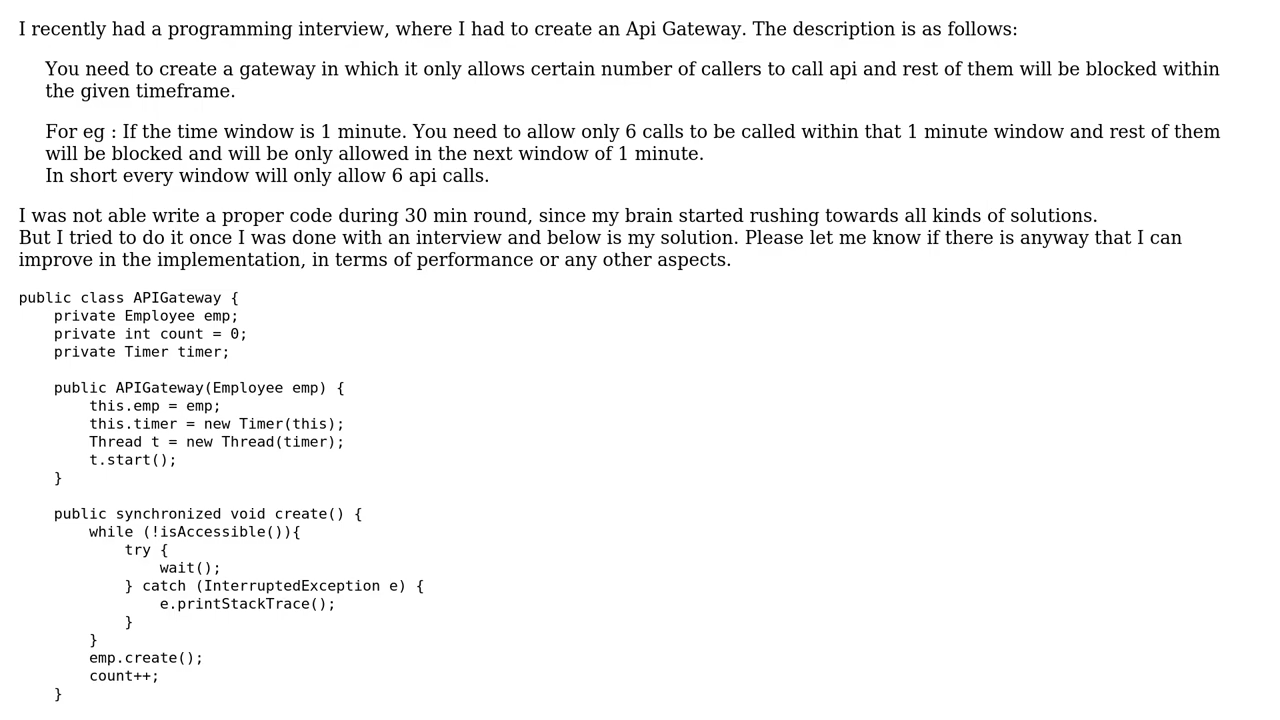 I recently had a programming interview, where I had to create an Api Gateway. The description is as follows:
You need to create a gateway in which it only allows certain number of callers to call api and rest of them will be blocked within
the given timeframe.
For eg : If the time window is 1 minute. You need to allow only 6 calls to be called within that 1 minute window and rest of them
will be blocked and will be only allowed in the next window of 1 minute.
In short every window will only allow 6 api calls.
I was not able write a proper code during 30 min round, since my brain started rushing towards all kinds of solutions.
But I tried to do it once I was done with an interview and below is my solution. Please let me know if there is anyway that I can
improve in the implementation, in terms of performance or any other aspects.
public class APIGateway {
    private Employee emp;
    private int count = 0;
    private Timer timer;
    public APIGateway(Employee emp) {
        this.emp = emp;
        this.timer = new Timer(this);
        Thread t = new Thread(timer);
        t.start();
    }
    public synchronized void create() {
        while (!isAccessible()){
            try {
                wait();
            } catch (InterruptedException e) {
                e.printStackTrace();
            }
        }
        emp.create();
        count++;
    }